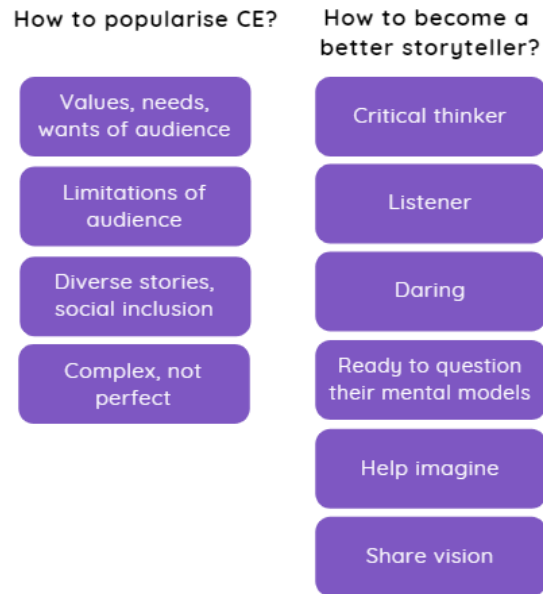 How to popularise CE?
Values, needs,
wants of audience
Limitations of
audience
Diverse stories,
social inclusion
Complex, not
perfect
How to become a
better storyteller?
Critical thinker
Listener
Daring
Ready to question
their mental models
Help imagine
Share vision